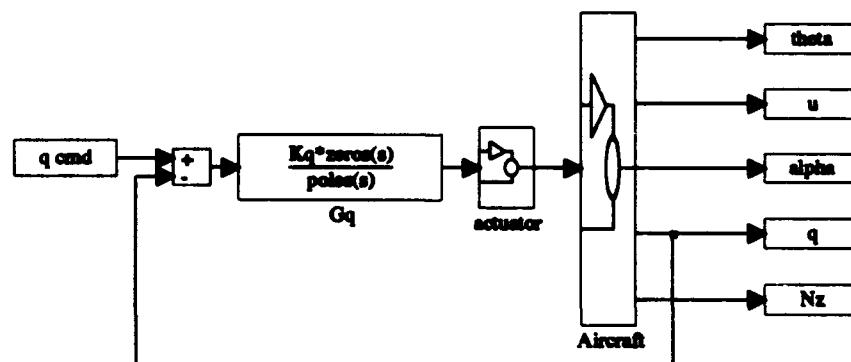 theta
u
q cmd
+
-
Kq*zeros(s)
poles(s)
Gq
actuator
alpha
q
Nz
Aircraft